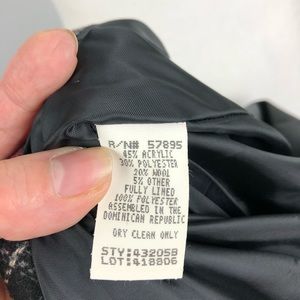 R/N# 57895
45% ACRYLIC
30% POLYESTER
20% WOOL
5% OTHER
FULLY LINED
100% POLYESTER
ASSEMBLED IN THE
DOMINICAN REPUBLIC
DRY CLEAN ONLY
STY:43205B
LOT:418806